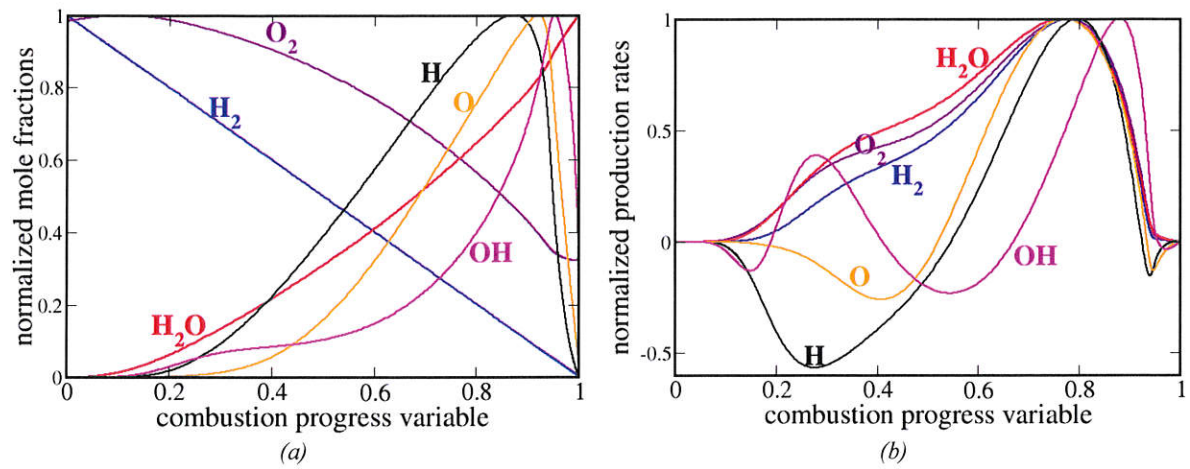 normalized mole fractions
1
0.8
0.6
0.4
0.2
0
O₂
H₂
H
O
H₂O
OH
0 0.2 0.4 0.6 0.8 1
combustion progress variable
(a)
normalized production rates
1
0.5
0
-0.5
H₂O
O₂
H₂
O
OH
H
0 0.2 0.4 0.6 0.8 1
combustion progress variable
(b)